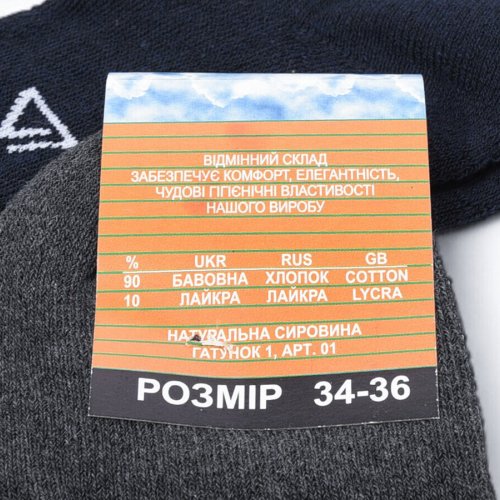 ВІДМІННИЙ СКЛАД
ЗАБЕЗПЕЧУЄ КОМФОРТ, ЕЛЕГАНТНІСТЬ,
ЧУДОВІ ГІГІЄНІЧНІ ВЛАСТИВОСТІ
НАШОГО ВИРОБУ
% UKR RUS GB
90 БАВОВНА ХЛОПОК COTTON
10 ЛАЙКРА ЛАЙКРА LYCRA
НАТУРАЛЬНА СИРОВИНА
ГАТУНОК 1, АРТ. 01
РОЗМІР 34-36